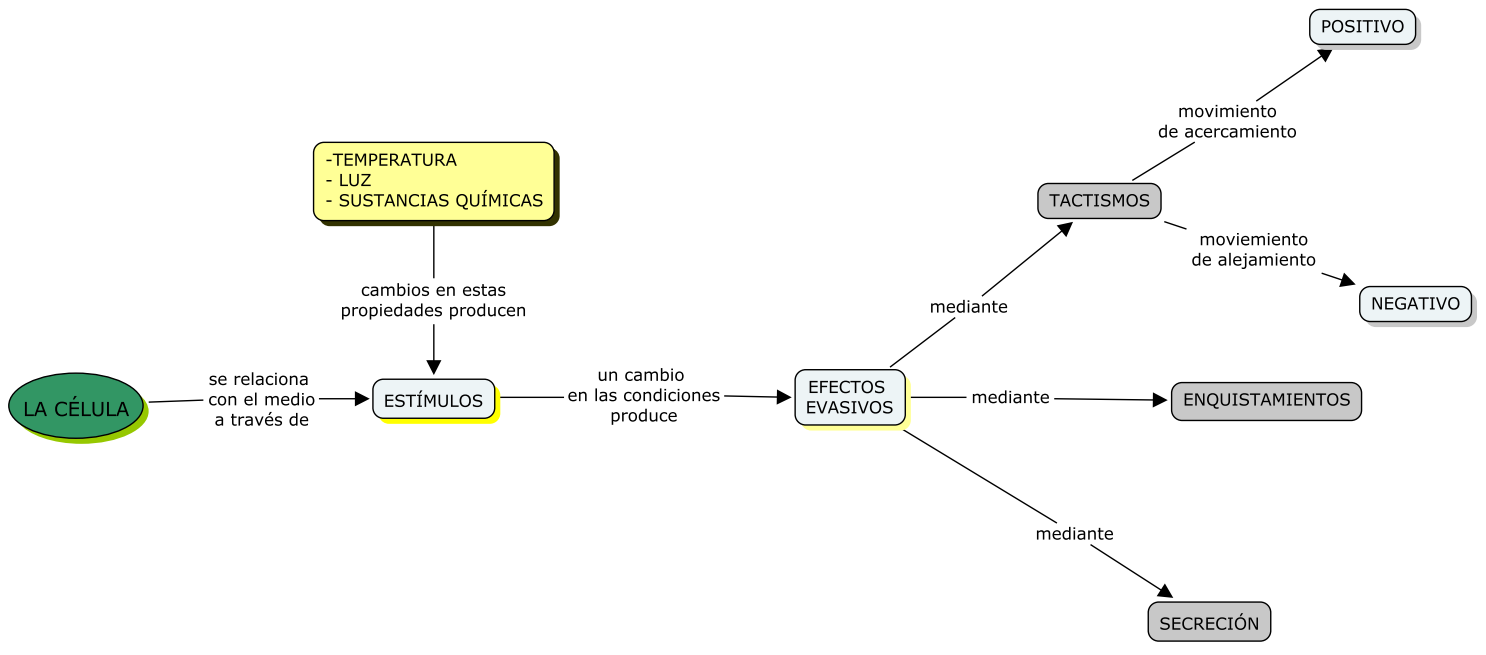 POSITIVO
movimiento
de acercamiento
-TEMPERATURA
- LUZ
- SUSTANCIAS QUÍMICAS
TACTISMOS
moviemiento
de alejamiento
cambios en estas
propiedades producen
mediante
NEGATIVO
LA CÉLULA
se relaciona
con el medio
a través de
ESTÍMULOS
un cambio
en las condiciones
produce
EFECTOS
EVASIVOS
mediante
ENQUISTAMIENTOS
mediante
SECRECIÓN